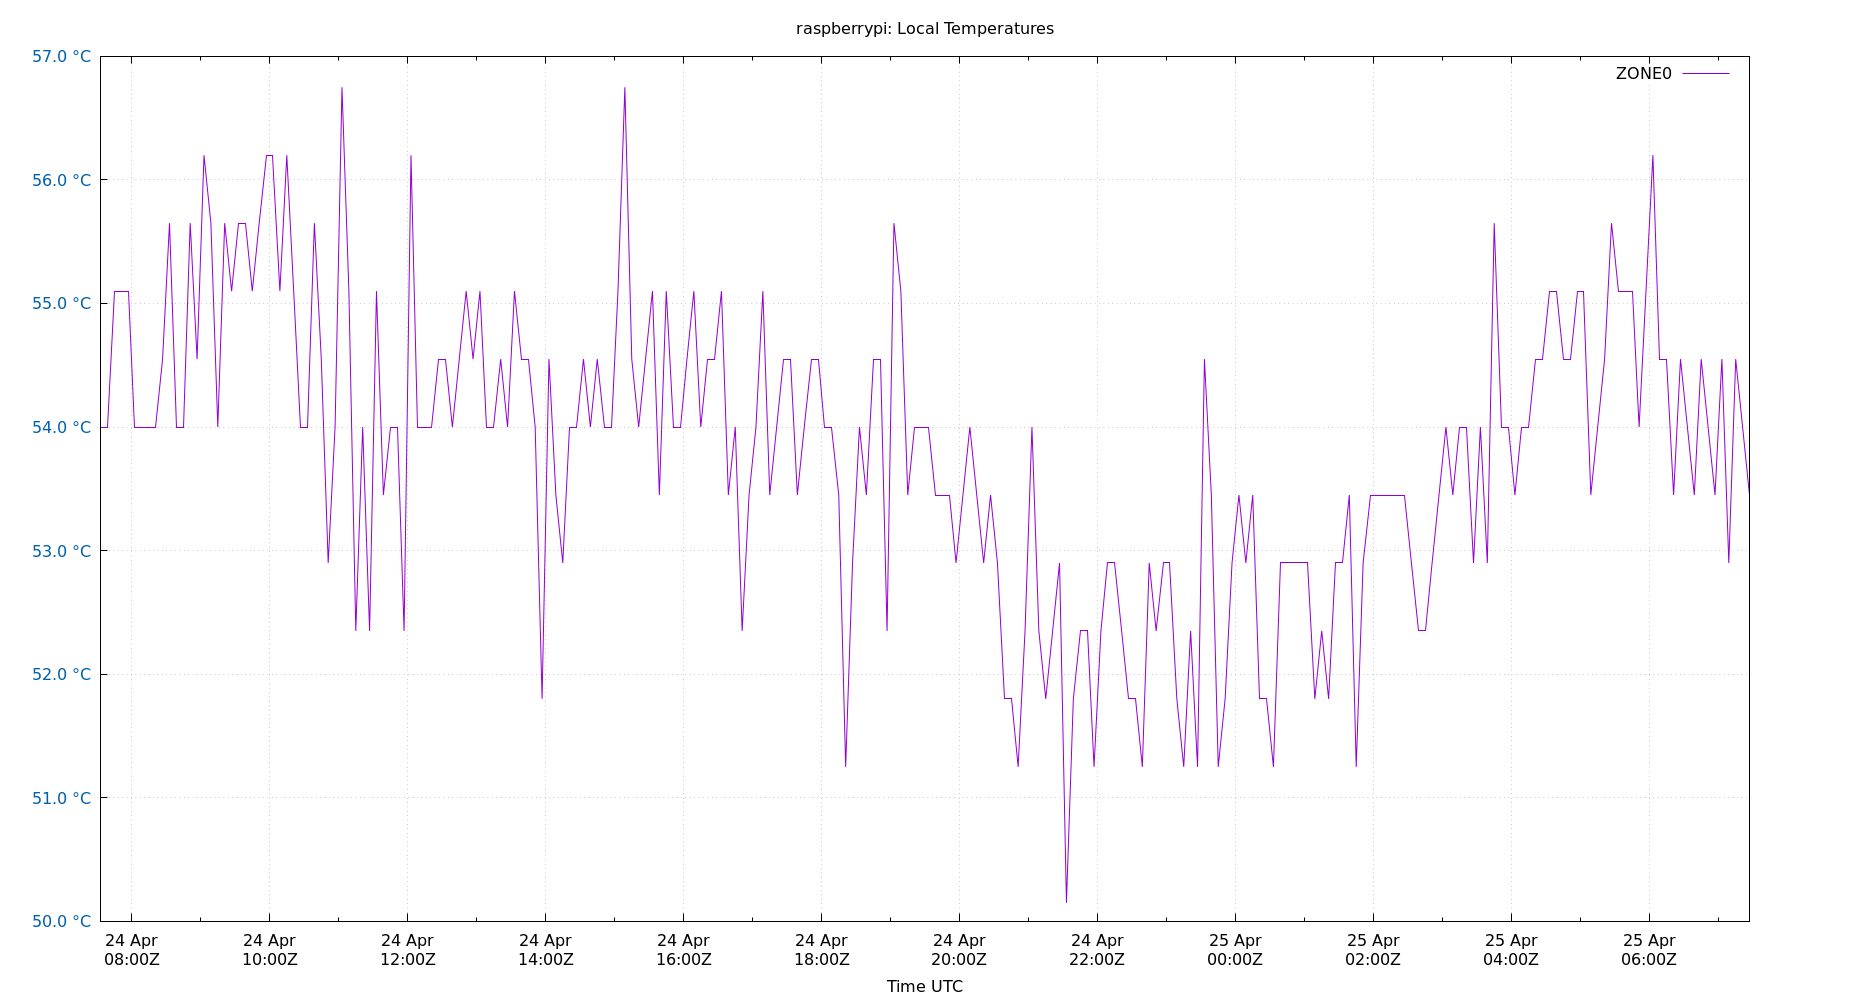 raspberrypi: Local Temperatures
57.0 °C
ZONE0
56.0 °C
55.0 °C
54.0 °C
53.0 °C
52.0 °C
51.0 °C
50.0 °C
24 Apr 24 Apr 24 Apr 24 Apr 24 Apr 24 Apr 24 Apr 24 Apr 25 Apr 25 Apr 25 Apr 25 Apr
08:00Z 10:00Z 12:00Z 14:00Z 16:00Z 18:00Z 20:00Z 22:00Z 00:00Z 02:00Z 04:00Z 06:00Z
Time UTC